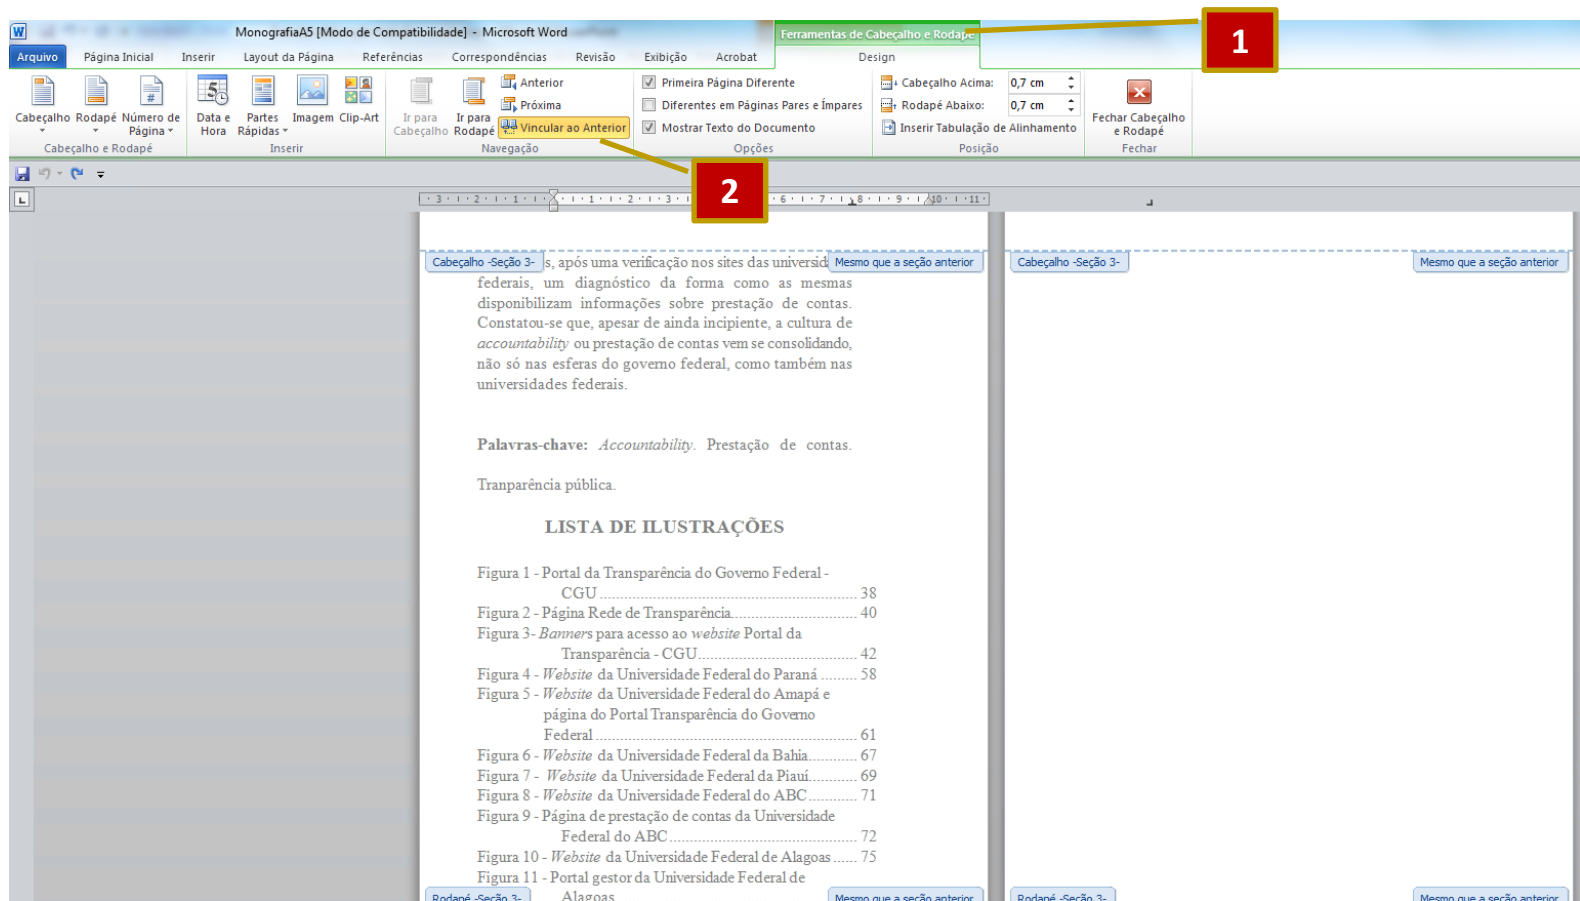 MonografiaA5 [Modo de Compatibilidade] - Microsoft Word
Ferramentas de Cabeçalho e Rodapé
1
Arquivo Página Inicial Inserir Layout da Página Referências Correspondências Revisão Exibição Acrobat Design
Anterior Primeira Página Diferente Cabeçalho Acima: 0,7 cm
Próxima Diferentes em Páginas Pares e Ímpares Rodapé Abaixo: 0,7 cm
Cabeçalho Rodapé Número de Página Data e Hora Partes Rápidas Imagem Clip-Art Ir para Cabeçalho Ir para Rodapé Vincular ao Anterior Mostrar Texto do Documento Inserir Tabulação de Alinhamento Fechar Cabeçalho e Rodapé
Cabeçalho e Rodapé Inserir Navegação Opções Posição Fechar
2
Cabeçalho -Seção 3- s, após uma verificação nos sites das universid Mesmo que a seção anterior
federais, um diagnóstico da forma como as mesmas
disponibilizam informações sobre prestação de contas.
Constatou-se que, apesar de ainda incipiente, a cultura de
accountability ou prestação de contas vem se consolidando,
não só nas esferas do governo federal, como também nas
universidades federais.
Palavras-chave: Accountability. Prestação de contas.
Tranparência pública.
LISTA DE ILUSTRAÇÕES
Figura 1 - Portal da Transparência do Governo Federal -
CGU ........ 38
Figura 2 - Página Rede de Transparência........ 40
Figura 3- Banners para acesso ao website Portal da
Transparência - CGU........ 42
Figura 4 - Website da Universidade Federal do Paraná ........ 58
Figura 5 - Website da Universidade Federal do Amapá e
página do Portal Transparência do Governo
Federal ........ 61
Figura 6 - Website da Universidade Federal da Bahia........ 67
Figura 7 - Website da Universidade Federal da Piauí........ 69
Figura 8 - Website da Universidade Federal do ABC ........ 71
Figura 9 - Página de prestação de contas da Universidade
Federal do ABC ........ 72
Figura 10 - Website da Universidade Federal de Alagoas ...... 75
Figura 11 - Portal gestor da Universidade Federal de
Alagoas
Rodapé -Seção 3- Mesmo que a seção anterior
Cabeçalho -Seção 3- Mesmo que a seção anterior
Rodapé -Seção 3- Mesmo que a seção anterior